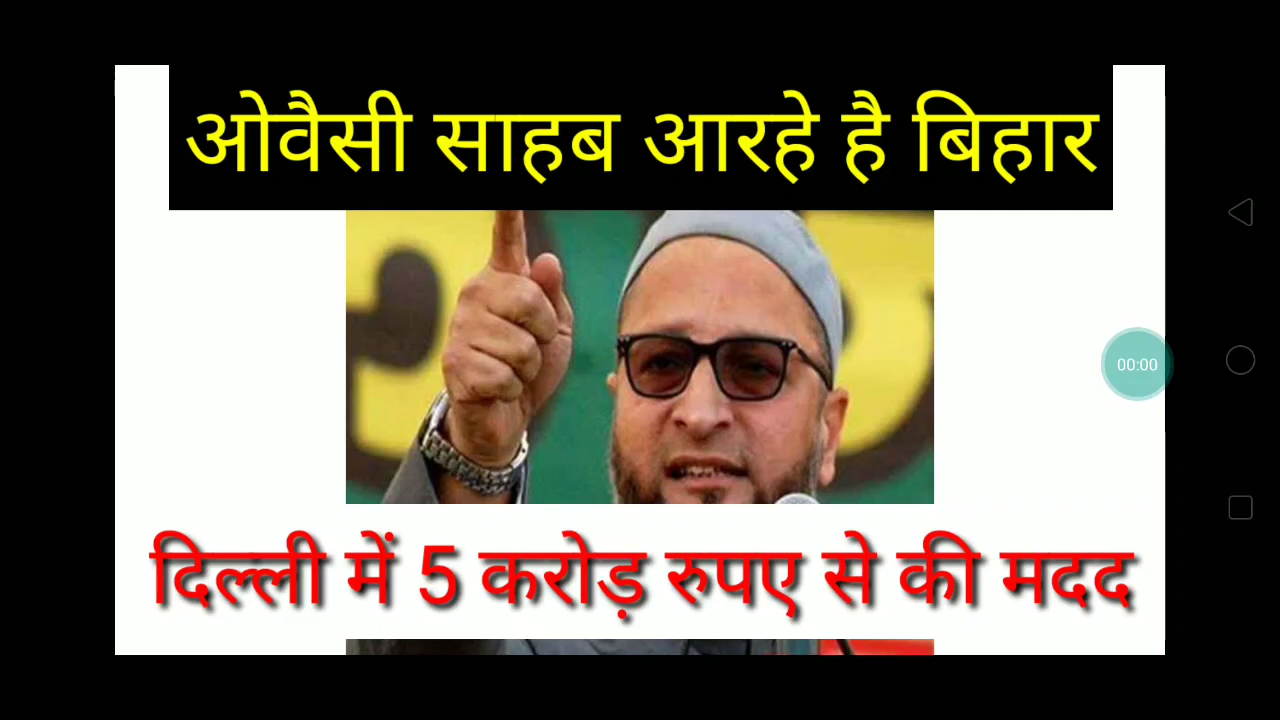 ओवैसी साहब आरहे है बिहार
00:00
दिल्ली में 5 करोड़ रुपए से की मदद